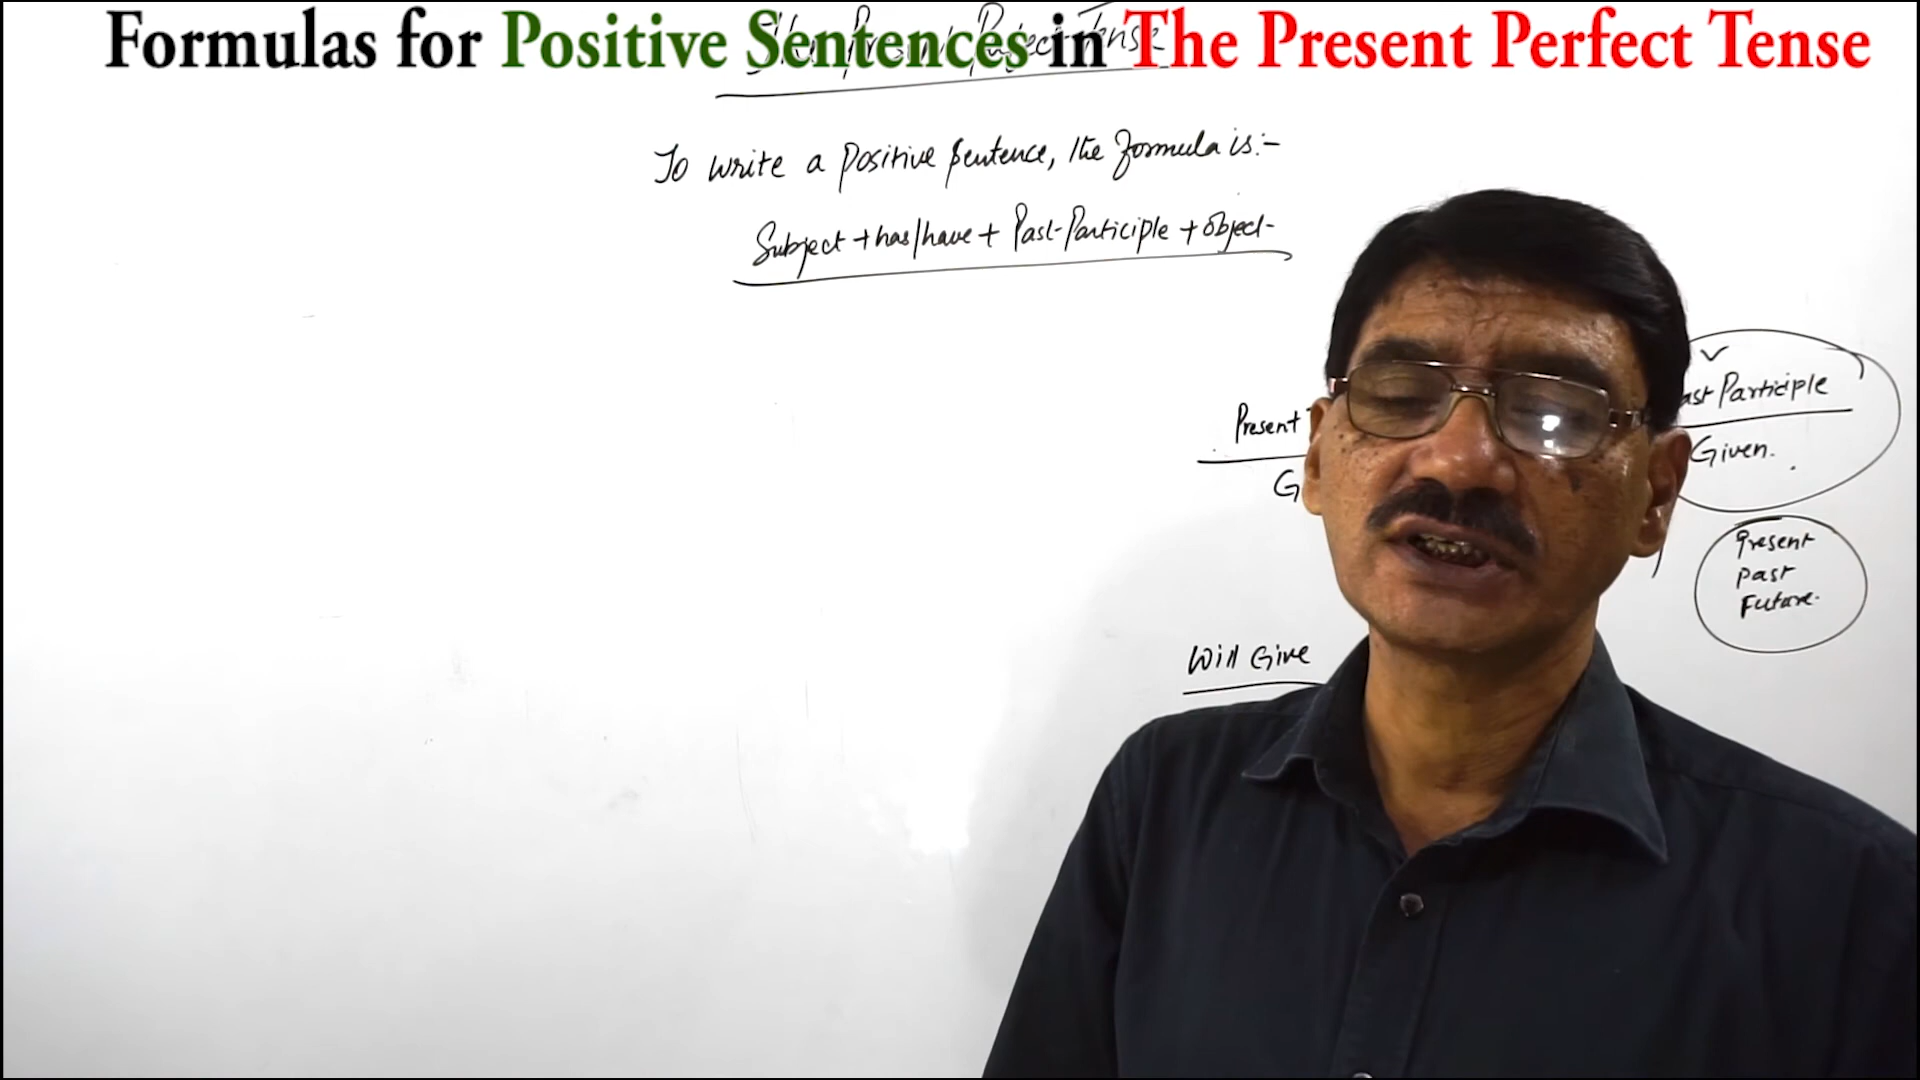 Formulas for Positive Sentences in The Present Perfect Tense
To write a positive sentence, the formula is:-
Subject + has/have + Past-Participle + object-
Present
G
ast Participle
Given.
Present
Past
Future.
Will Give